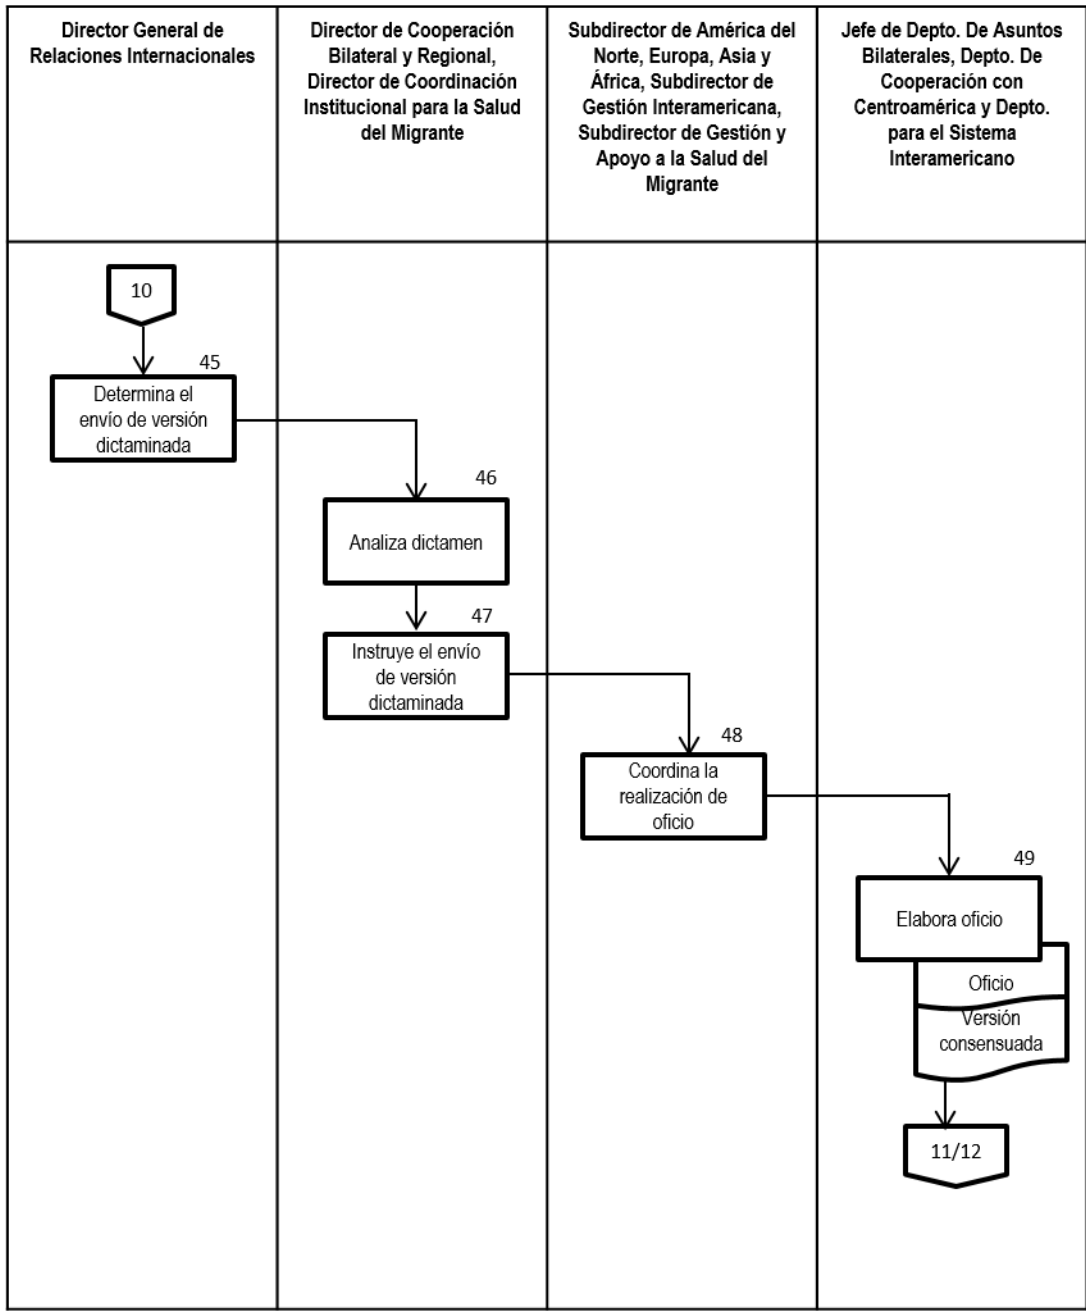 Director General de
Relaciones Internacionales
Director de Cooperación
Bilateral y Regional,
Director de Coordinación
Institucional para la Salud
del Migrante
Subdirector de América del
Norte, Europa, Asia y
África, Subdirector de
Gestión Interamericana,
Subdirector de Gestión y
Apoyo a la Salud del
Migrante
Jefe de Depto. De Asuntos
Bilaterales, Depto. De
Cooperación con
Centroamérica y Depto.
para el Sistema
Interamericano
10
45
Determina el
envío de versión
dictaminada
46
Analiza dictamen
47
Instruye el envío
de versión
dictaminada
48
Coordina la
realización de
oficio
49
Elabora oficio
Oficio
Versión
consensuada
11/12